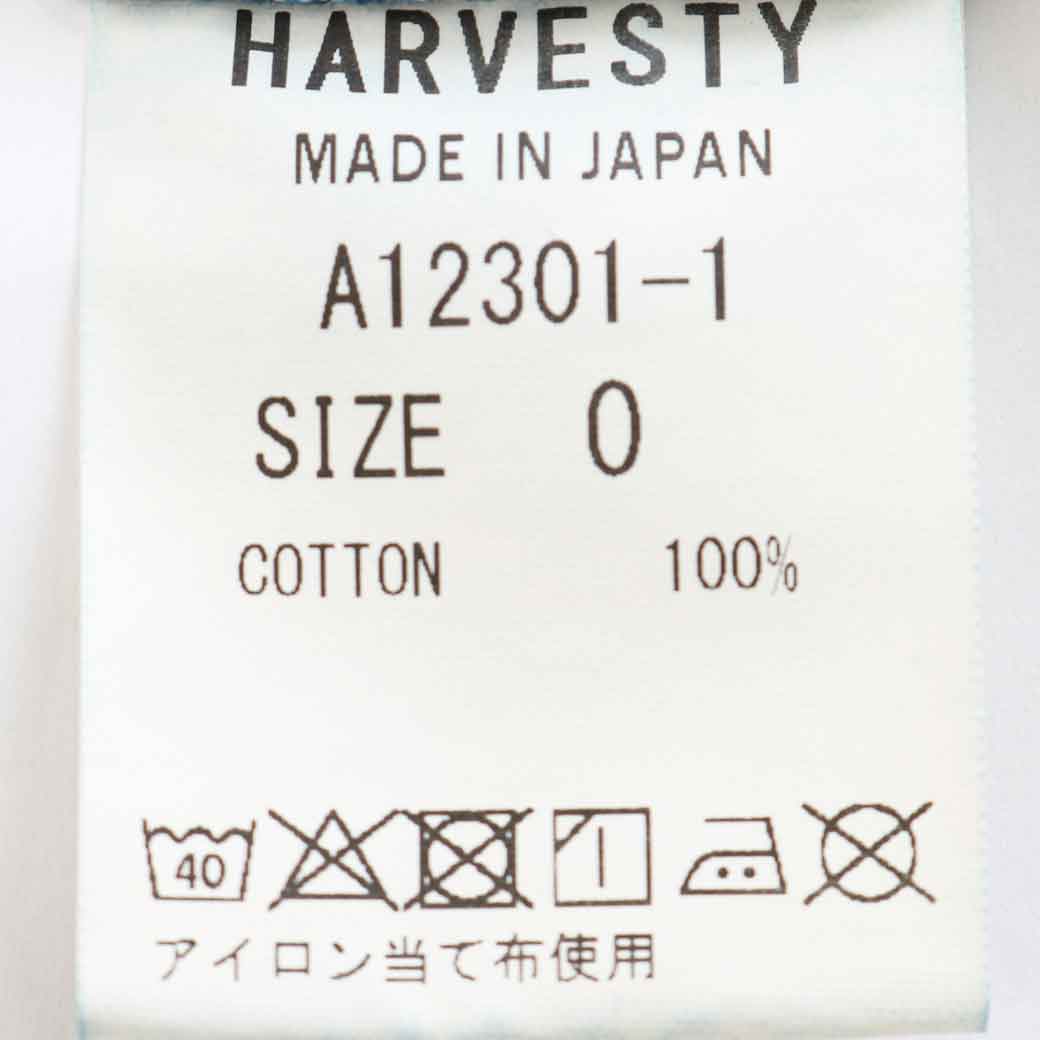 HARVESTY
MADE IN JAPAN
A12301-1
SIZE 0
COTTON 100%
40
アイロン当て布使用